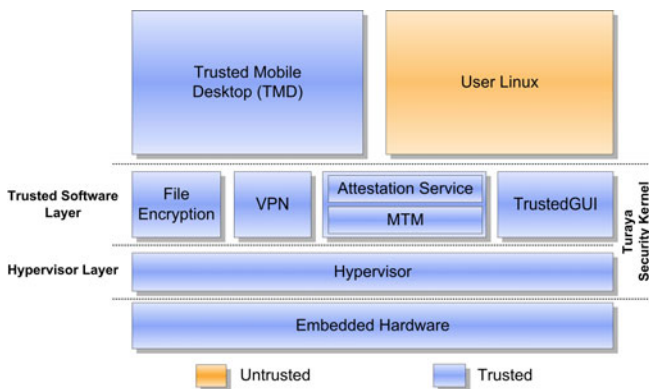 Trusted Mobile
Desktop (TMD)
User Linux
Trusted Software
Layer
File
Encryption
VPN
Attestation Service
MTM
TrustedGUI
Turaya
Security Kernel
Hypervisor Layer
Hypervisor
Embedded Hardware
Untrusted
Trusted